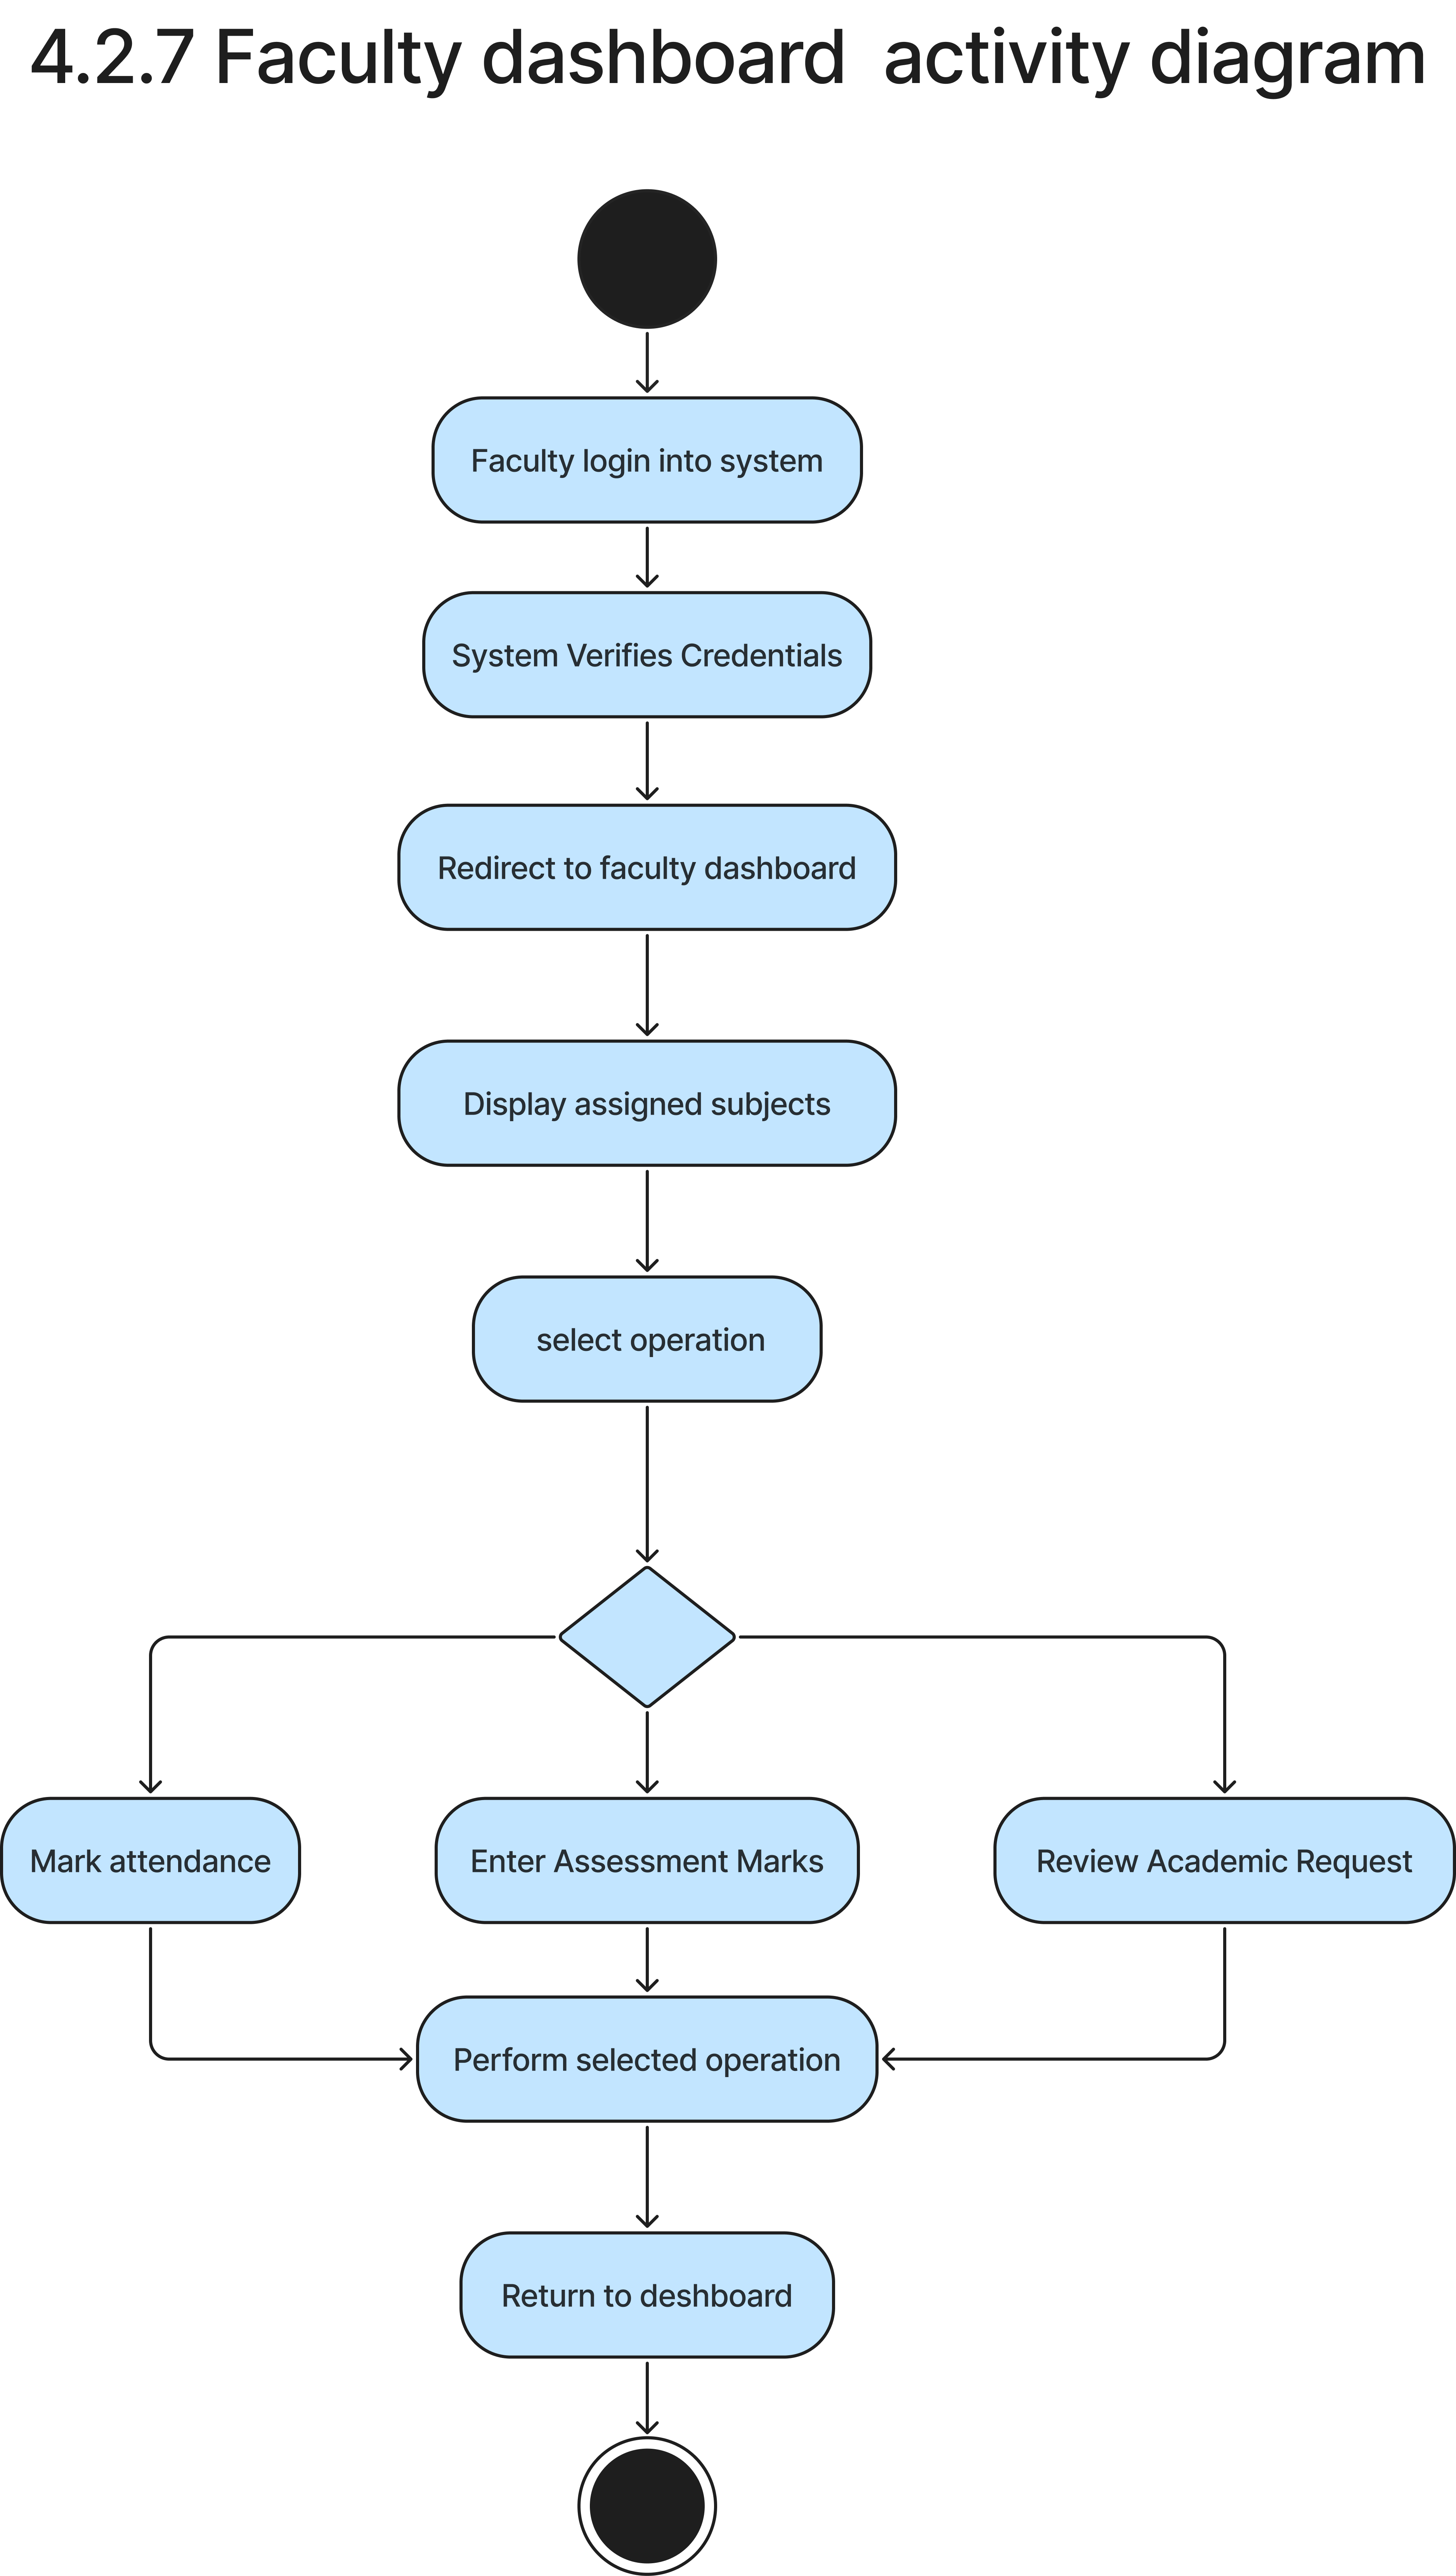 4.2.7 Faculty dashboard  activity diagram
Faculty login into system
System Verifies Credentials
Redirect to faculty dashboard
Display assigned subjects
select operation
Mark attendance
Enter Assessment Marks
Review Academic Request
Perform selected operation
Return to deshboard